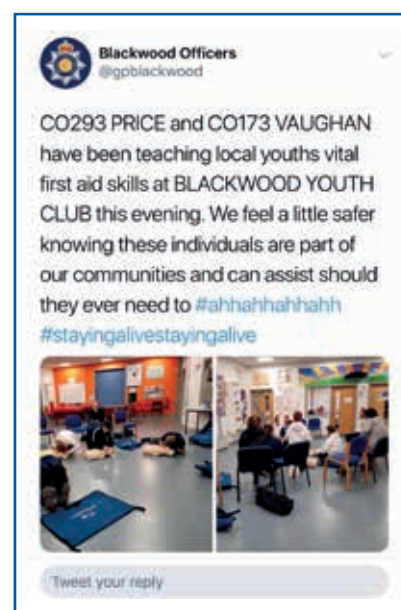 Blackwood Officers
@gpblackwood
CO293 PRICE and CO173 VAUGHAN
have been teaching local youths vital
first aid skills at BLACKWOOD YOUTH
CLUB this evening. We feel a little safer
knowing these individuals are part of
our communities and can assist should
they ever need to #ahhahhahhahh
#stayingalivestayingalive
Tweet your reply